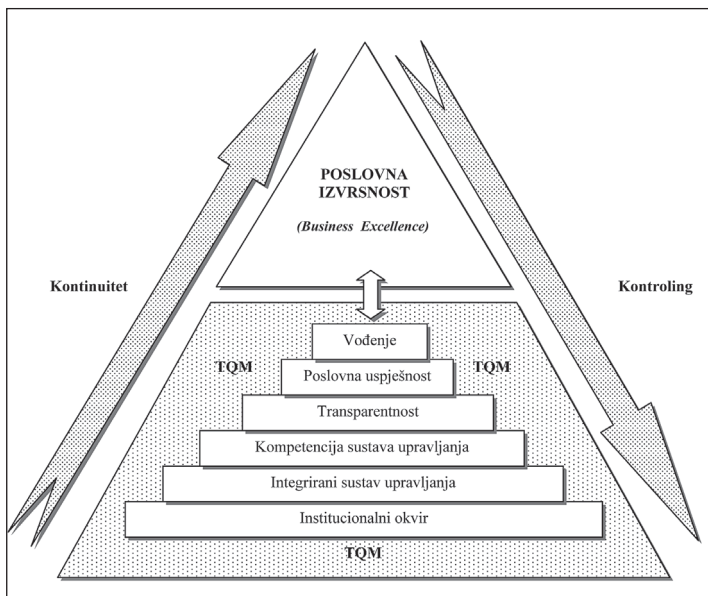 POSLOVNA
IZVRSNOST
(Business Excellence)
Kontinuitet
Kontroling
Vođenje
TQM
TQM
Poslovna uspješnost
Transparentnost
Kompetencija sustava upravljanja
Integrirani sustav upravljanja
Institucionalni okvir
TQM